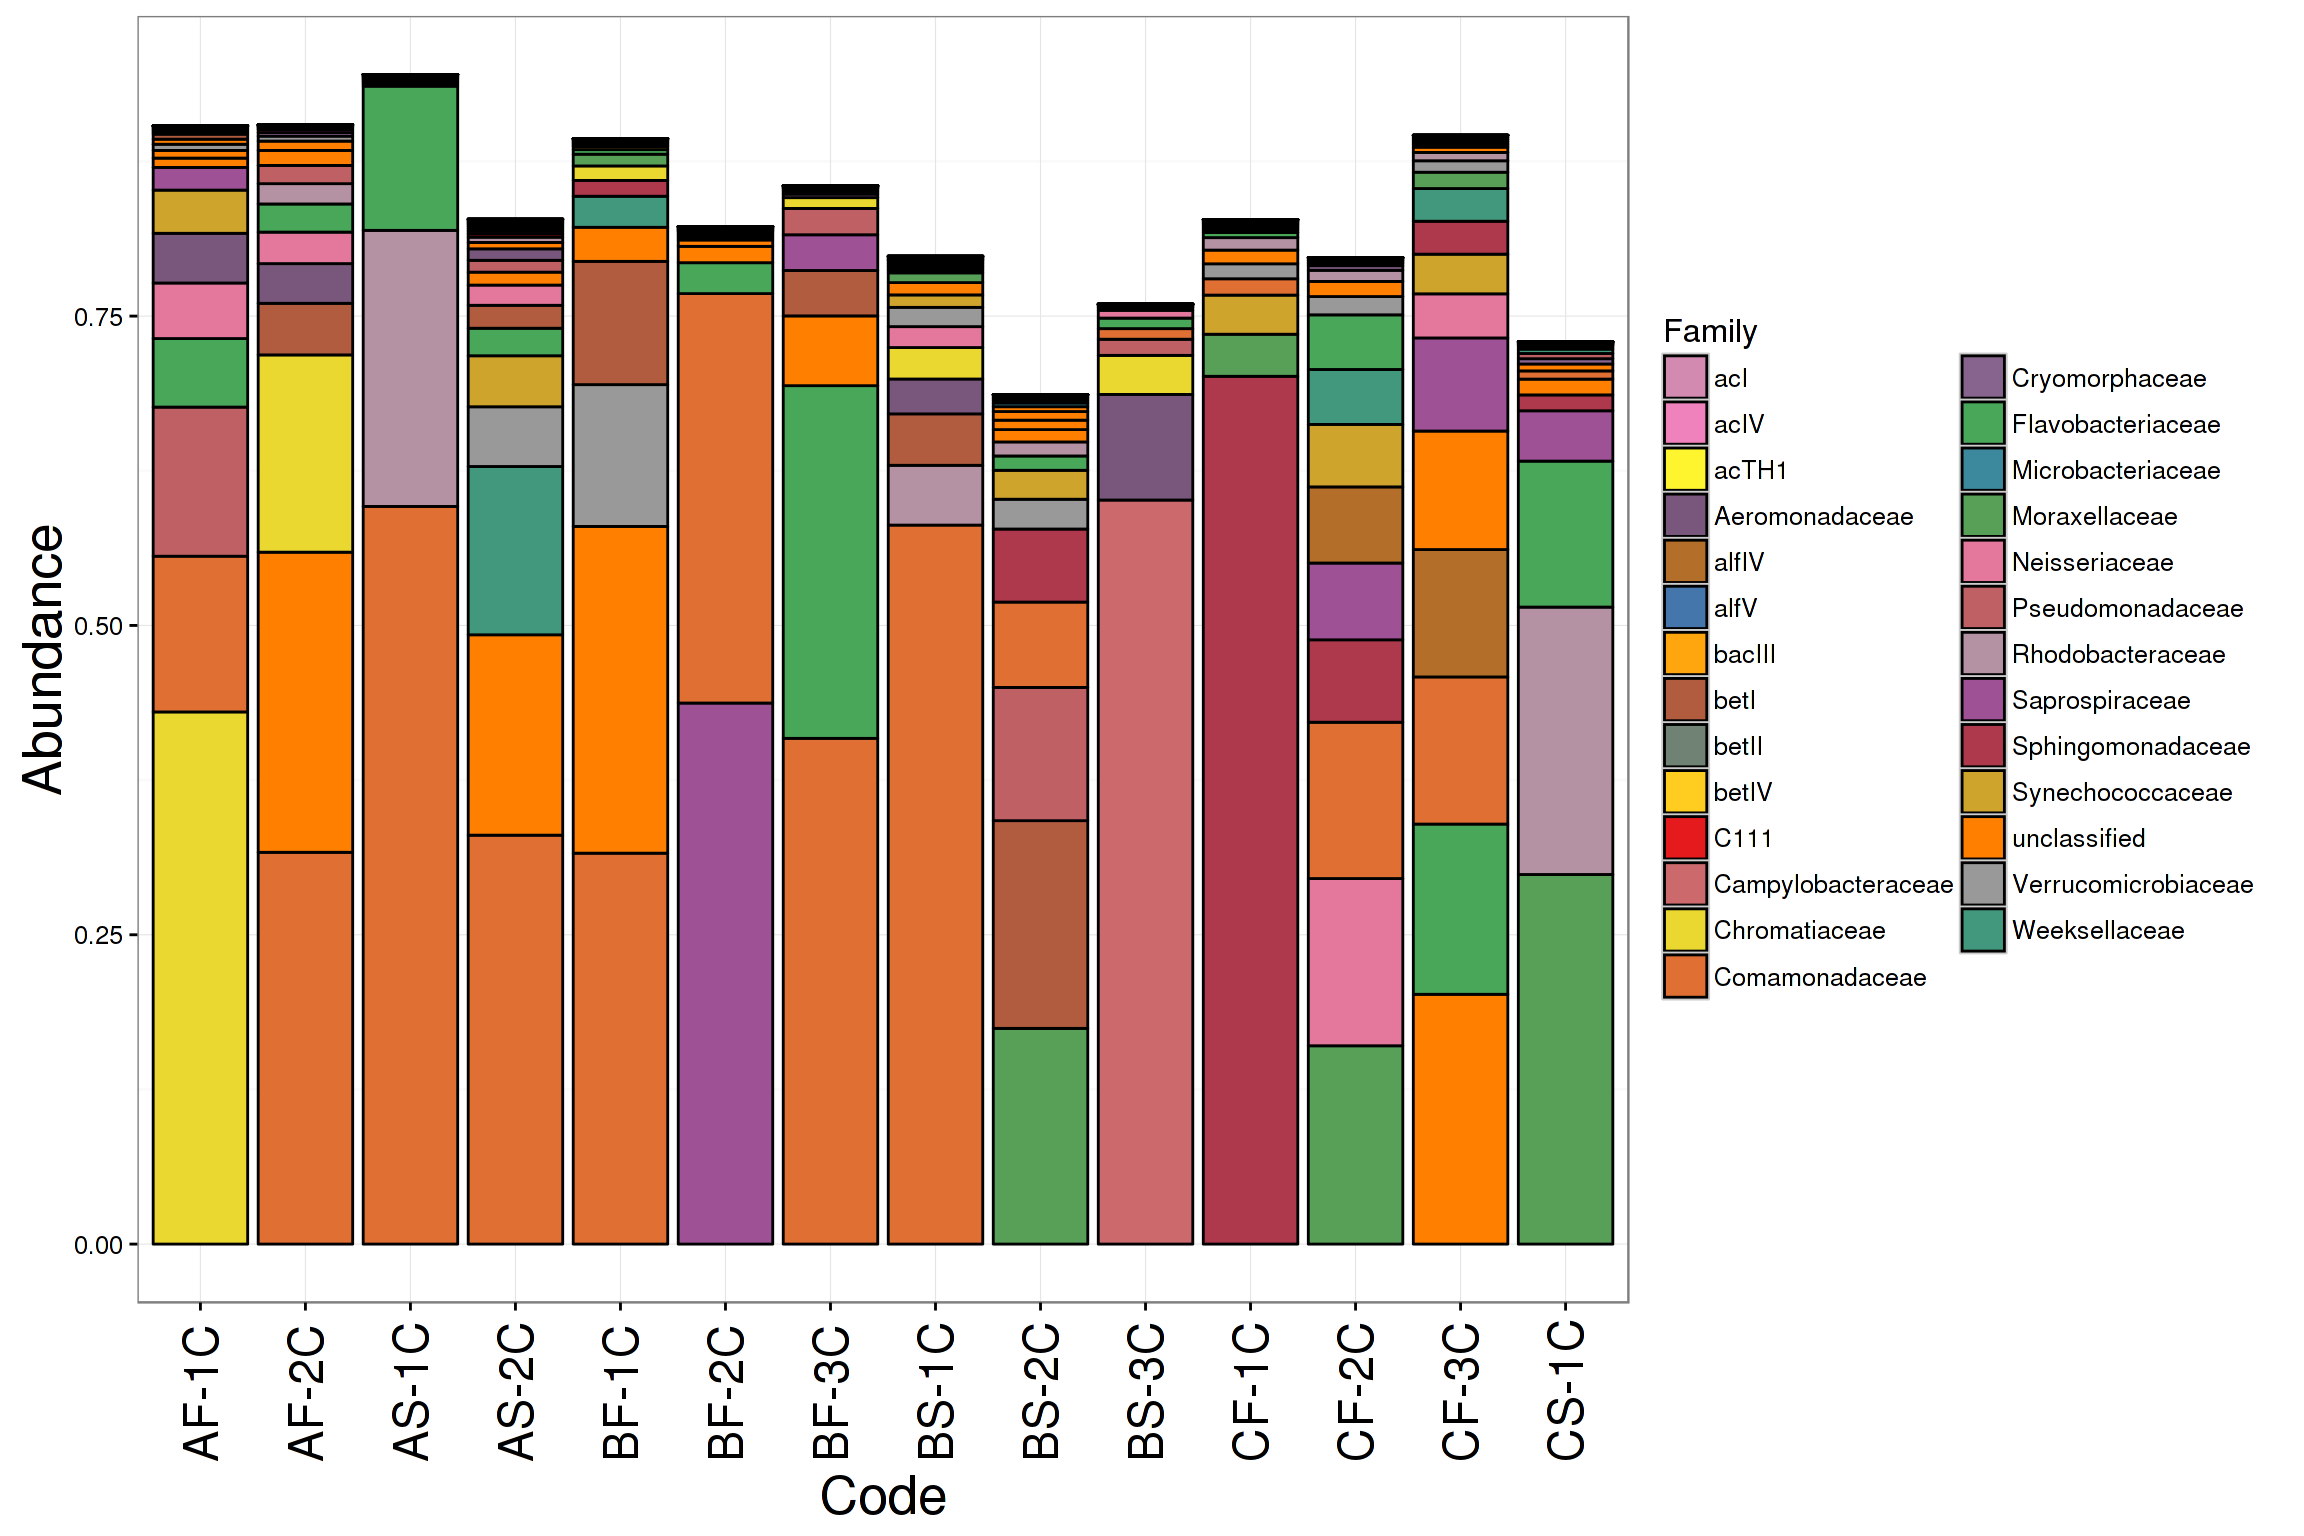 Abundance
0.75
0.50
0.25
0.00
AF-1C
AF-2C
AS-1C
AS-2C
BF-1C
BF-2C
BF-3C
BS-1C
BS-2C
BS-3C
CF-1C
CF-2C
CF-3C
CS-1C
Code
Family
acI
acIV
acTH1
Aeromonadaceae
alfIV
alfV
bacIII
betI
betII
betIV
C111
Campylobacteraceae
Chromatiaceae
Comamonadaceae
Cryomorphaceae
Flavobacteriaceae
Microbacteriaceae
Moraxellaceae
Neisseriaceae
Pseudomonadaceae
Rhodobacteraceae
Saprospiraceae
Sphingomonadaceae
Synechococcaceae
unclassified
Verrucomicrobiaceae
Weeksellaceae